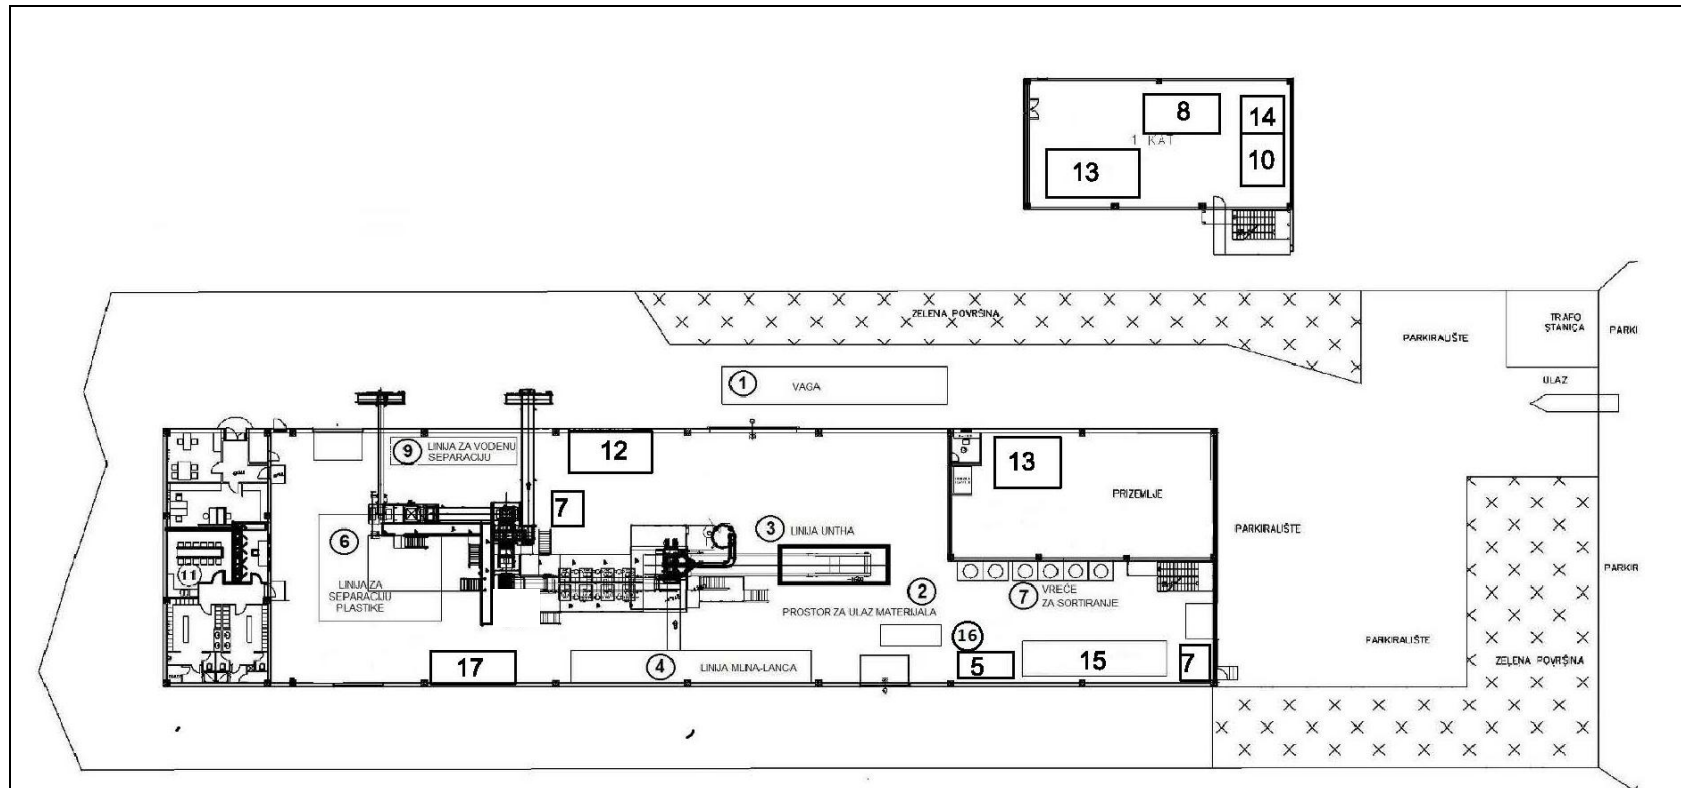 8
14
1 KAT
10
13
ZELENA POVRŠINA
TRAFO
STANICA
PARKI
PARKIRALIŠTE
1
VAGA
ULAZ
9
LINIJA ZA VODENU
SEPARACIJU
12
13
7
PRIZEMLJE
3
LINIJA UNTHA
PARKIRALIŠTE
6
11
LINIJA ZA
SEPARACIJU
PLASTIKE
2
PROSTOR ZA ULAZ MATERIJALA
7
VREĆE
ZA SORTIRANJE
PARKIR
16
PARKIRALIŠTE
17
4
LINIJA MLINA-LANCA
5
15
7
ZELENA POVRŠINA